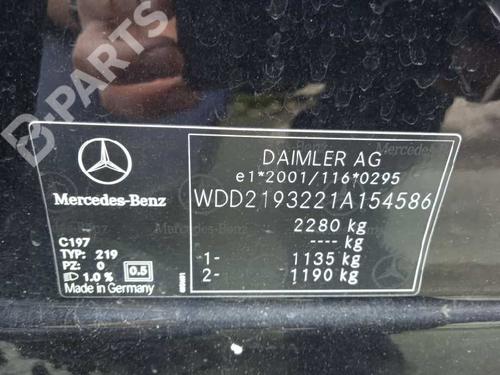 B-PARTS
DAIMLER AG
e1*2001/116*0295
Mercedes-Benz
WDD2193221A154586
2280 kg
---- kg
C197
TYP: 219
PZ: 0
1- 1135 kg
1.0 % 0.5
2- 1190 kg
Made in Germany